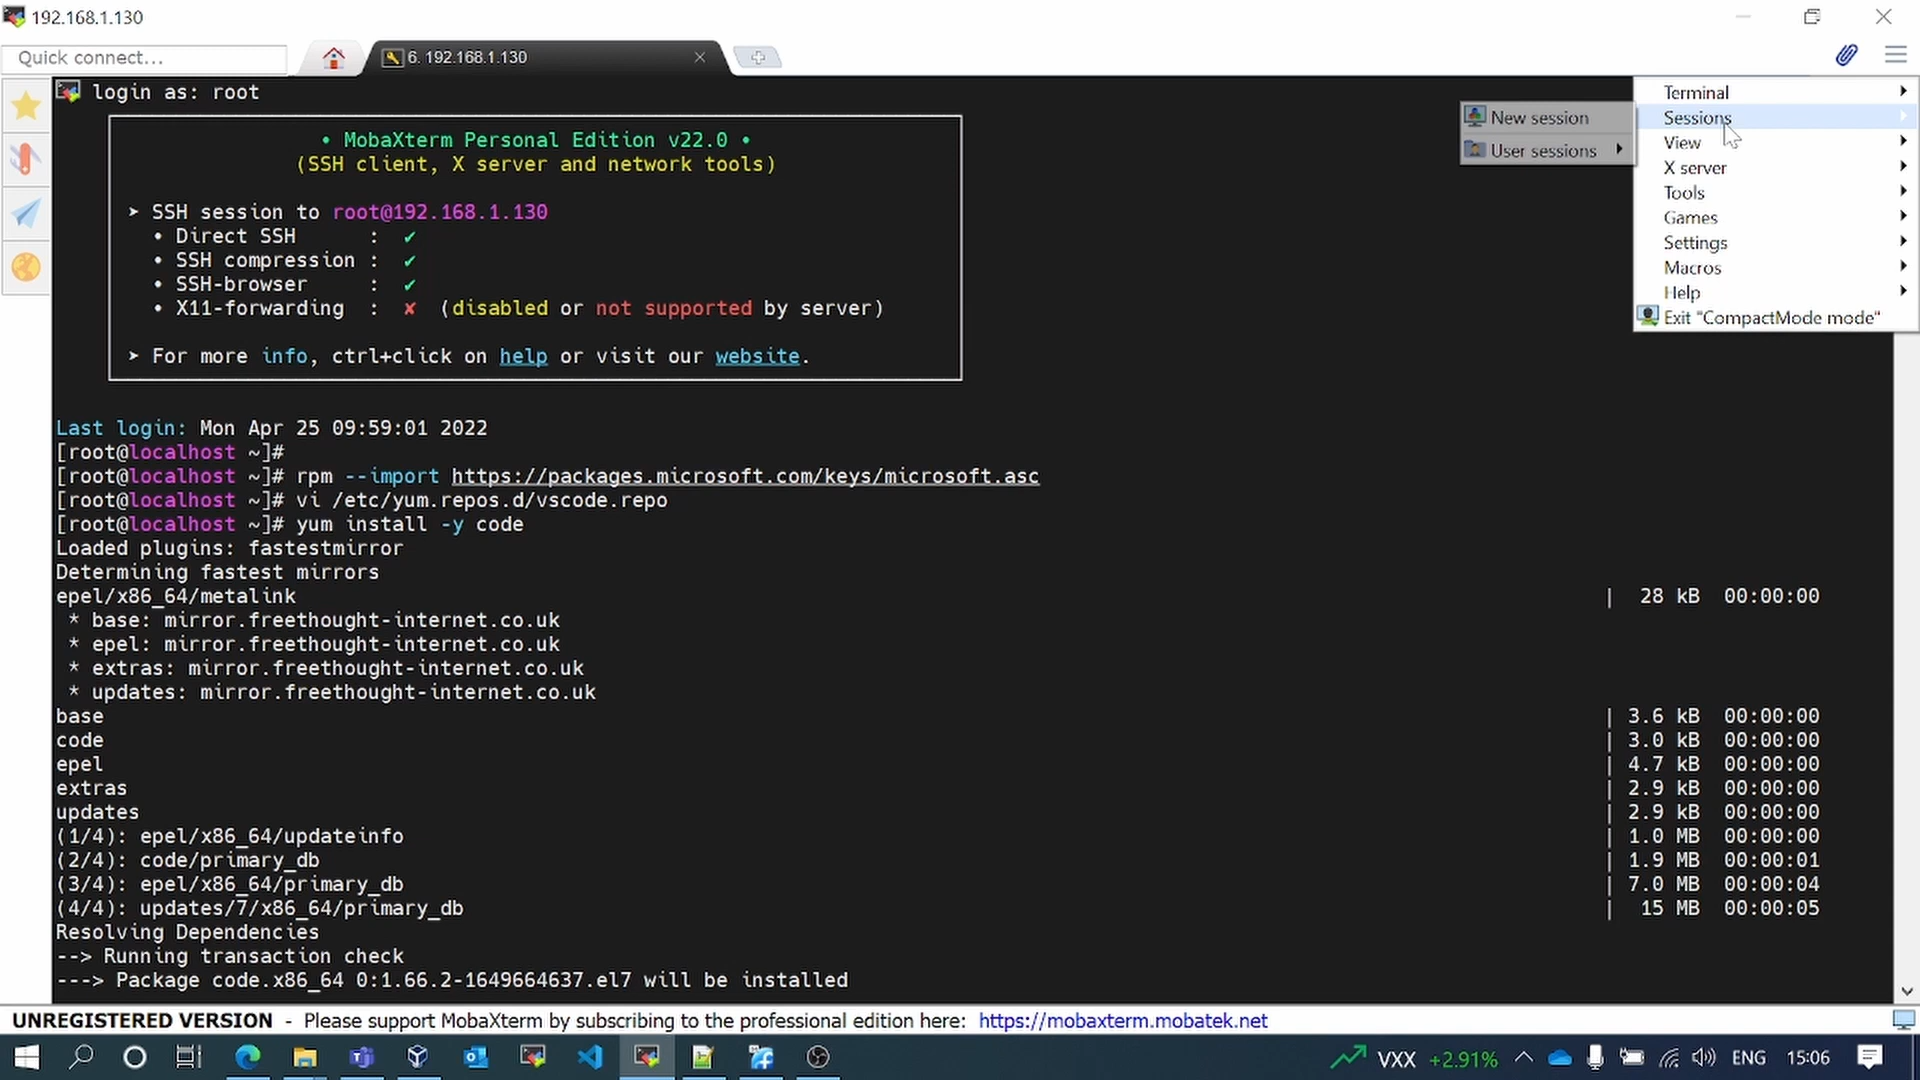 192.168.1.130
Quick connect...
6. 192.168.1.130
Terminal
Sessions
View
X server
Tools
Games
Settings
Macros
Help
Exit "CompactMode mode"
New session
User sessions
login as: root
• MobaXterm Personal Edition v22.0 •
(SSH client, X server and network tools)
➤ SSH session to root@192.168.1.130
• Direct SSH : ✔
• SSH compression : ✔
• SSH-browser : ✔
• X11-forwarding : ✘ (disabled or not supported by server)
➤ For more info, ctrl+click on help or visit our website.
Last login: Mon Apr 25 09:59:01 2022
[root@localhost ~]#
[root@localhost ~]# rpm --import https://packages.microsoft.com/keys/microsoft.asc
[root@localhost ~]# vi /etc/yum.repos.d/vscode.repo
[root@localhost ~]# yum install -y code
Loaded plugins: fastestmirror
Determining fastest mirrors
epel/x86_64/metalink | 28 kB 00:00:00
* base: mirror.freethought-internet.co.uk
* epel: mirror.freethought-internet.co.uk
* extras: mirror.freethought-internet.co.uk
* updates: mirror.freethought-internet.co.uk
base | 3.6 kB 00:00:00
code | 3.0 kB 00:00:00
epel | 4.7 kB 00:00:00
extras | 2.9 kB 00:00:00
updates | 2.9 kB 00:00:00
(1/4): epel/x86_64/updateinfo | 1.0 MB 00:00:00
(2/4): code/primary_db | 1.9 MB 00:00:01
(3/4): epel/x86_64/primary_db | 7.0 MB 00:00:04
(4/4): updates/7/x86_64/primary_db | 15 MB 00:00:05
Resolving Dependencies
--> Running transaction check
---> Package code.x86_64 0:1.66.2-1649664637.el7 will be installed
UNREGISTERED VERSION - Please support MobaXterm by subscribing to the professional edition here: https://mobaxterm.mobatek.net
VXX +2.91% ENG 15:06